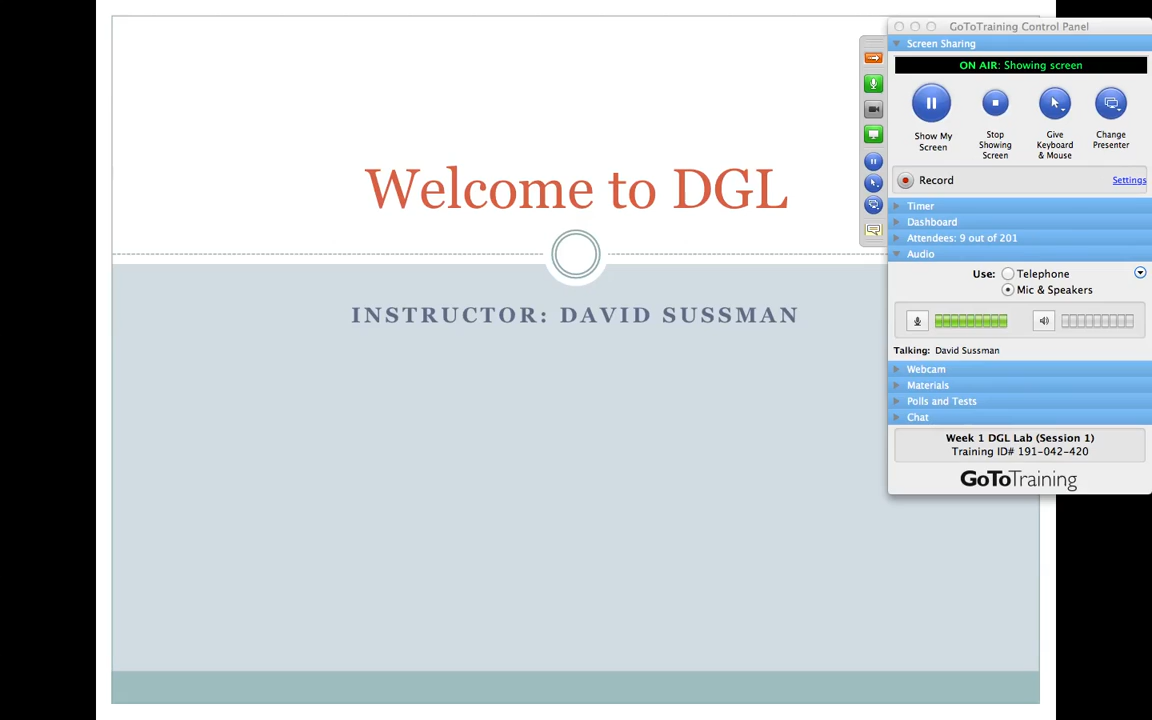 Welcome to DGL
INSTRUCTOR: DAVID SUSSMAN
GoToTraining Control Panel
Screen Sharing
ON AIR: Showing screen
Show My
Screen
Stop
Showing
Screen
Give
Keyboard
& Mouse
Change
Presenter
Record
Settings
Timer
Dashboard
Attendees: 9 out of 201
Audio
Use: Telephone
Mic & Speakers
Talking: David Sussman
Webcam
Materials
Polls and Tests
Chat
Week 1 DGL Lab (Session 1)
Training ID# 191-042-420
GoToTraining